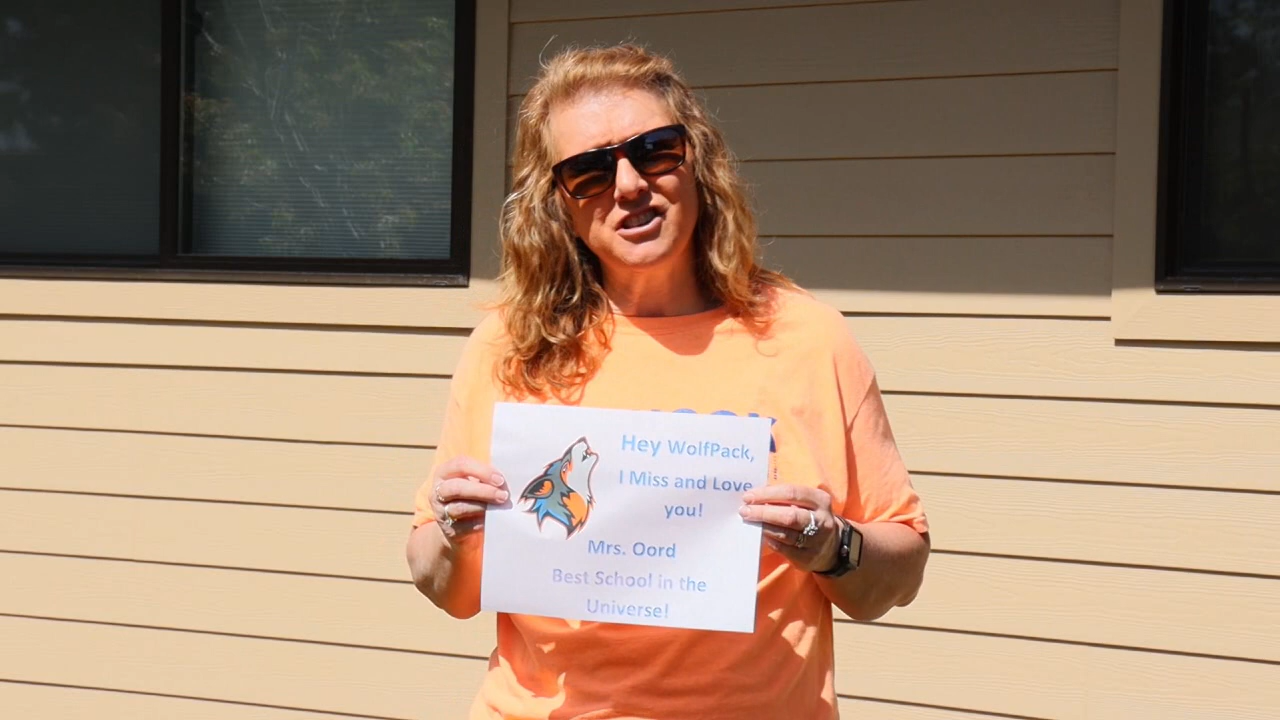 Hey WolfPack,
I Miss and Love
you!
Mrs. Oord
Best School in the
Universe!